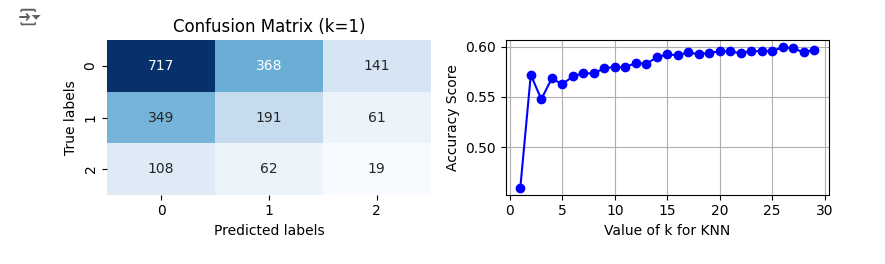 Confusion Matrix (k=1)
True labels
0 717 368 141
1 349 191 61
2 108 62 19
0 1 2
Predicted labels
Accuracy Score
0.60
0.55
0.50
0 5 10 15 20 25 30
Value of k for KNN